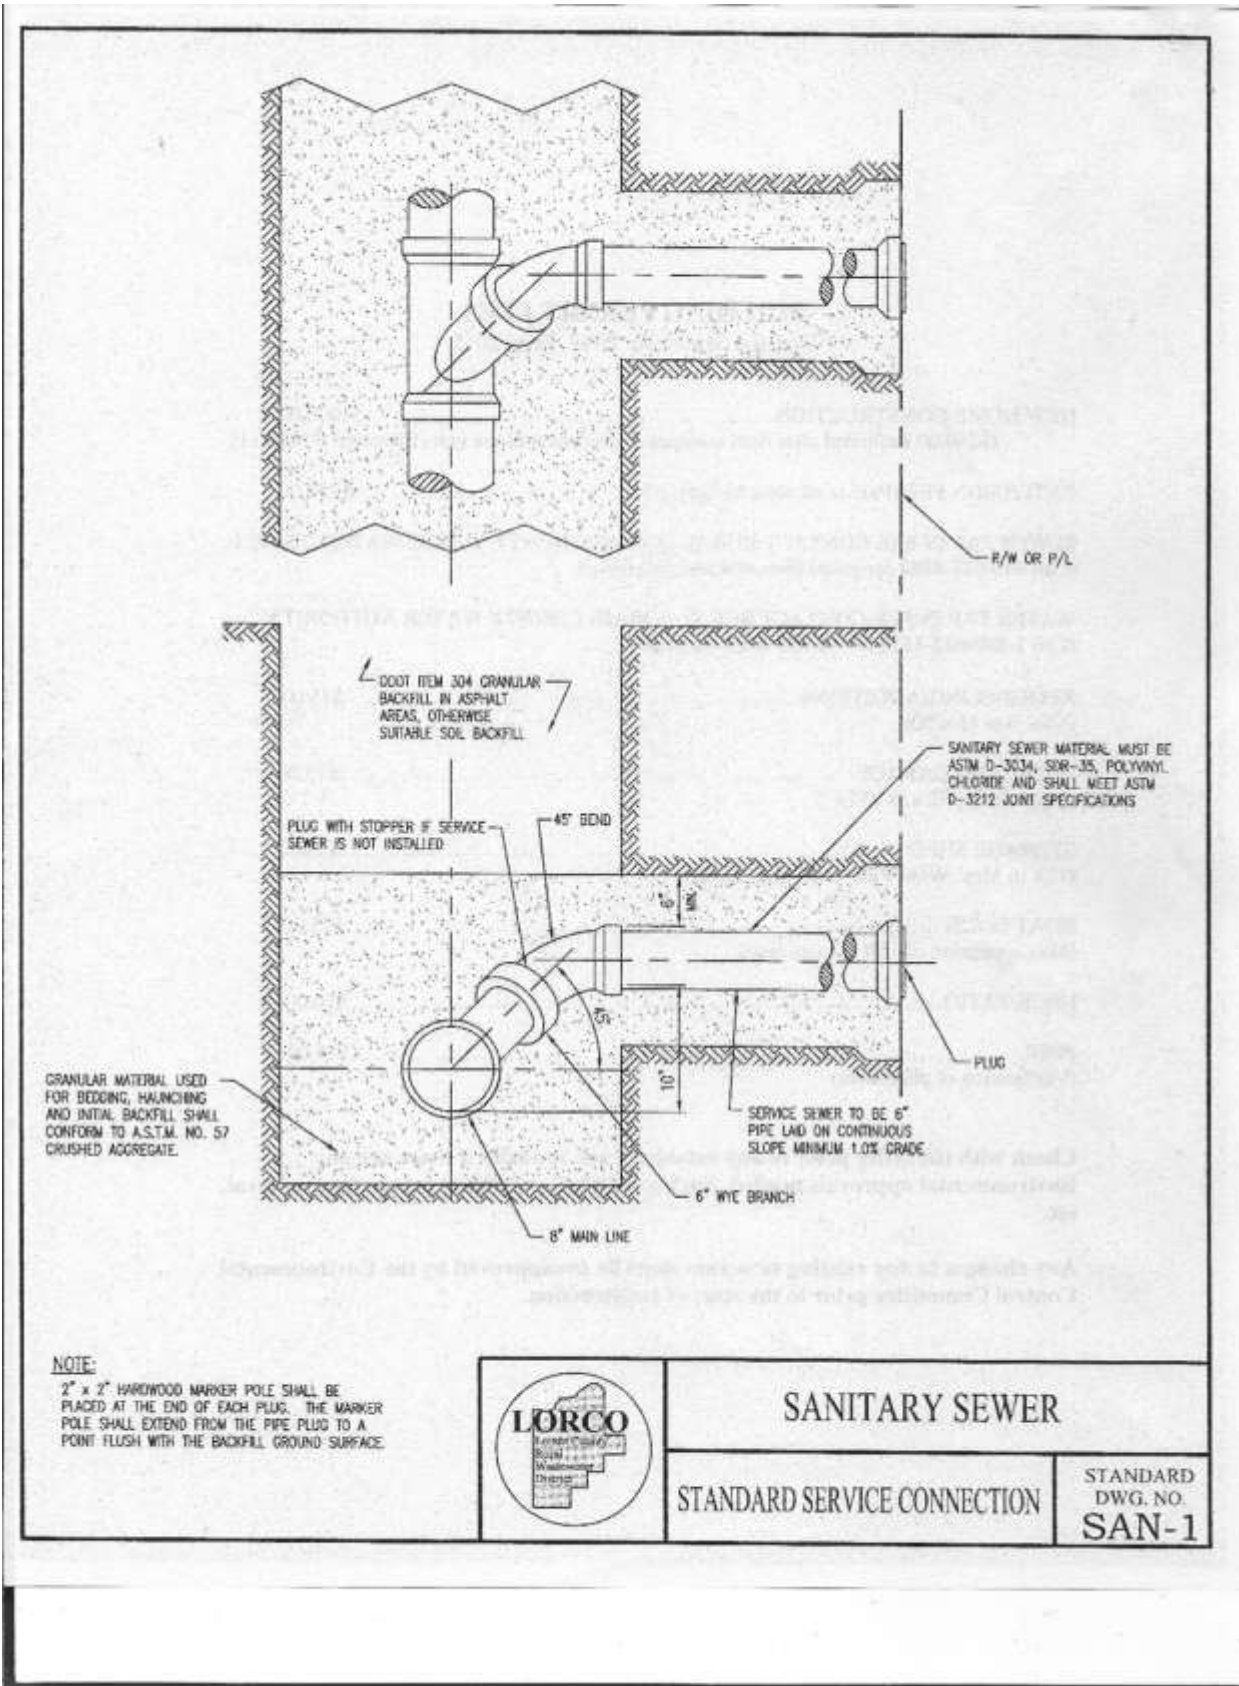 R/W OR P/L
ODOT ITEM 304 GRANULAR
BACKFILL IN ASPHALT
AREAS, OTHERWISE
SUITABLE SOIL BACKFILL
SANITARY SEWER MATERIAL MUST BE
ASTM D-3034, SDR-35, POLYVINYL
CHLORIDE AND SHALL MEET ASTM
D-3212 JOINT SPECIFICATIONS
PLUG WITH STOPPER IF SERVICE
SEWER IS NOT INSTALLED
45° BEND
6"
MIN.
45°
10"
PLUG
GRANULAR MATERIAL USED
FOR BEDDING, HAUNCHING
AND INITIAL BACKFILL SHALL
CONFORM TO A.S.T.M. NO. 57
CRUSHED AGGREGATE.
SERVICE SEWER TO BE 6"
PIPE LAID ON CONTINUOUS
SLOPE MINIMUM 1.0% GRADE
6" WYE BRANCH
8" MAIN LINE
NOTE:
2" x 2" HARDWOOD MARKER POLE SHALL BE
PLACED AT THE END OF EACH PLUG. THE MARKER
POLE SHALL EXTEND FROM THE PIPE PLUG TO A
POINT FLUSH WITH THE BACKFILL GROUND SURFACE.
LORCO
Lorain County
Rural
Wastewater
District
SANITARY SEWER
STANDARD SERVICE CONNECTION
STANDARD
DWG. NO.
SAN-1